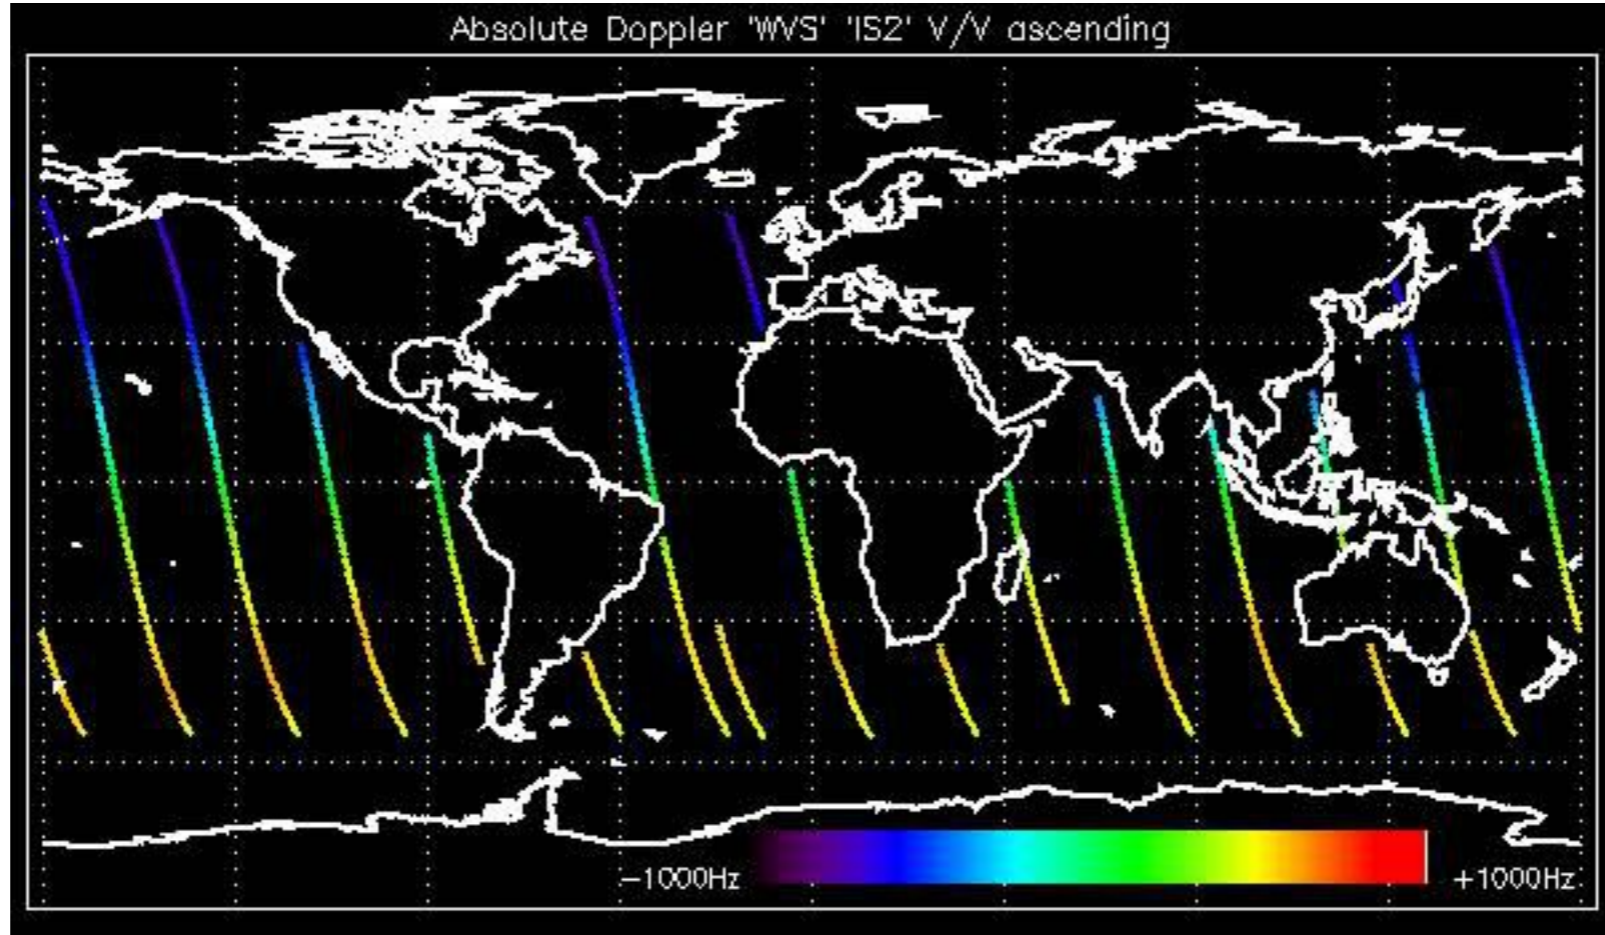 Absolute Doppler 'WVS' 'IS2' V/V ascending
−1000Hz
+1000Hz